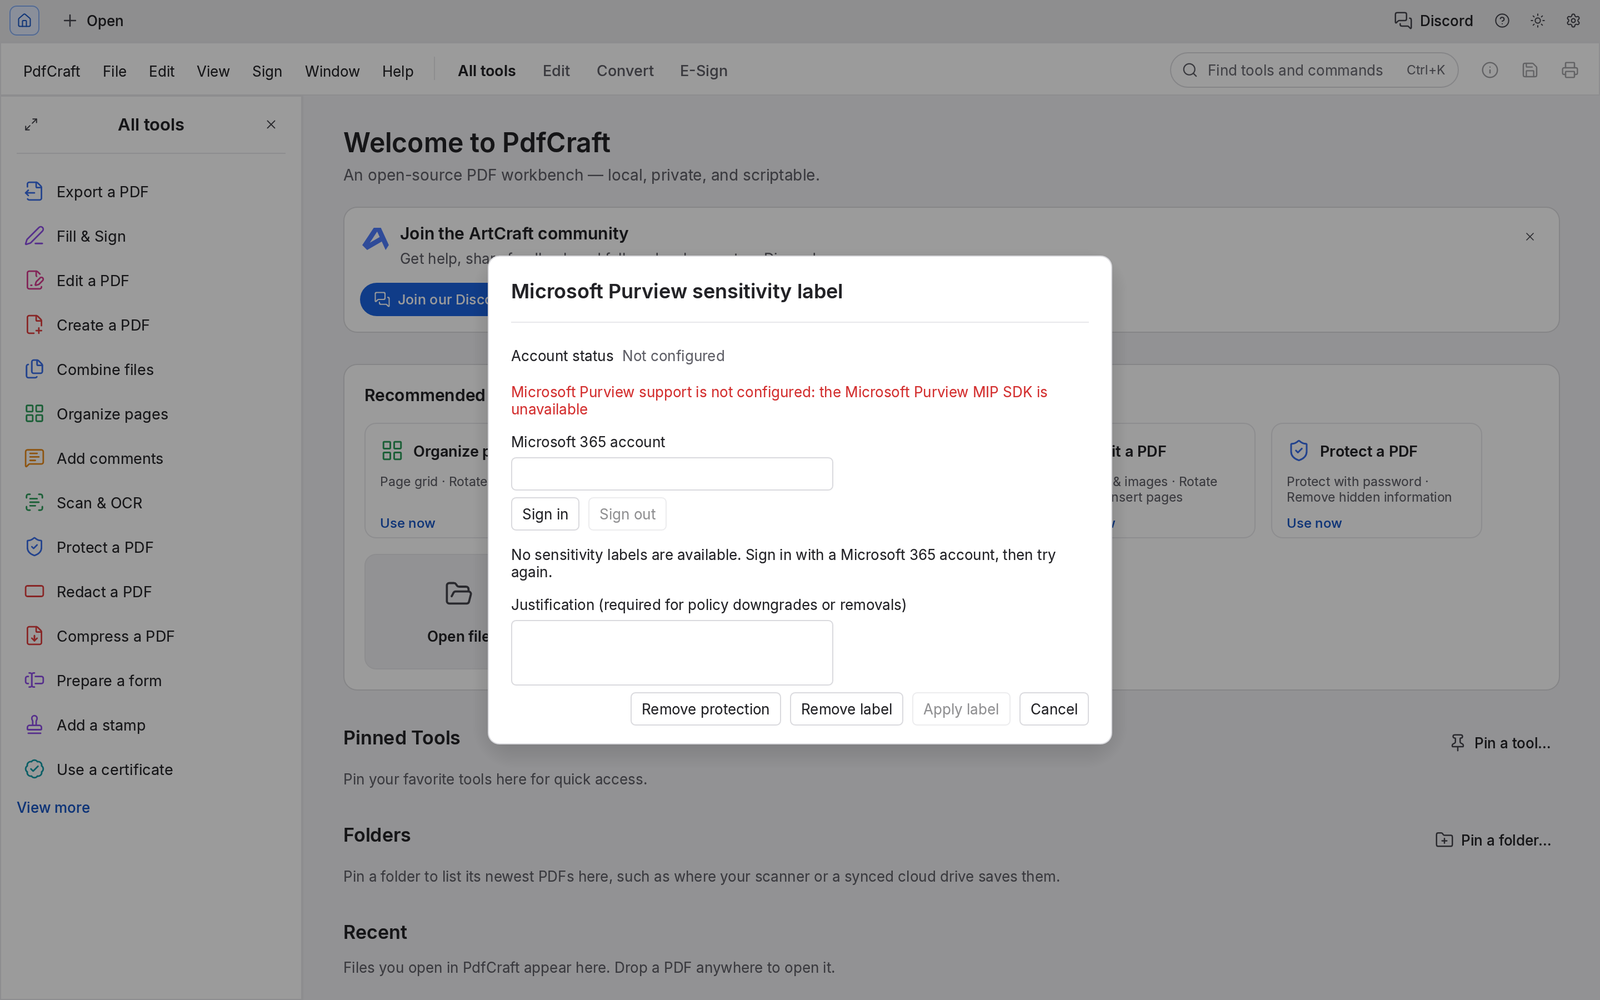 Open
Discord
PdfCraft File Edit View Sign Window Help
All tools Edit Convert E-Sign
Find tools and commands Ctrl+K
All tools
Export a PDF
Fill & Sign
Edit a PDF
Create a PDF
Combine files
Organize pages
Add comments
Scan & OCR
Protect a PDF
Redact a PDF
Compress a PDF
Prepare a form
Add a stamp
Use a certificate
View more
Welcome to PdfCraft
An open-source PDF workbench — local, private, and scriptable.
Join the ArtCraft community
Get help,
Join our
Recommended
Organize
Page grid · Rotate
Use now
Open
a PDF
& images · Rotate
pages
Protect a PDF
Protect with password ·
Remove hidden information
Use now
Microsoft Purview sensitivity label
Account status Not configured
Microsoft Purview support is not configured: the Microsoft Purview MIP SDK is
unavailable
Microsoft 365 account
Sign in
Sign out
No sensitivity labels are available. Sign in with a Microsoft 365 account, then try
again.
Justification (required for policy downgrades or removals)
Remove protection
Remove label
Apply label
Cancel
Pinned Tools
Pin a tool...
Pin your favorite tools here for quick access.
Folders
Pin a folder...
Pin a folder to list its newest PDFs here, such as where your scanner or a synced cloud drive saves them.
Recent
Files you open in PdfCraft appear here. Drop a PDF anywhere to open it.